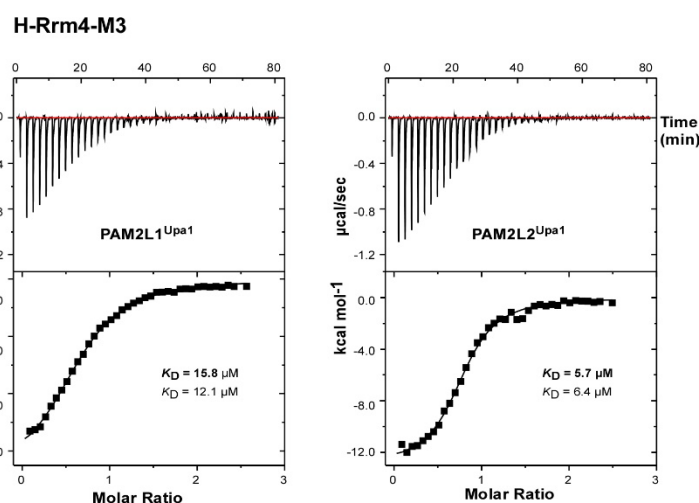 H-Rrm4-M3
0 20 40 60 80
0 20 40 60 80
0.0
-0.4
-0.8
-1.2
µcal/sec
Time
(min)
PAM2L1Upa1
PAM2L2Upa1
0.0
-4.0
-8.0
-12.0
kcal mol-1
KD = 15.8 µM
KD = 12.1 µM
KD = 5.7 µM
KD = 6.4 µM
0 1 2 3
0 1 2 3
Molar Ratio
Molar Ratio